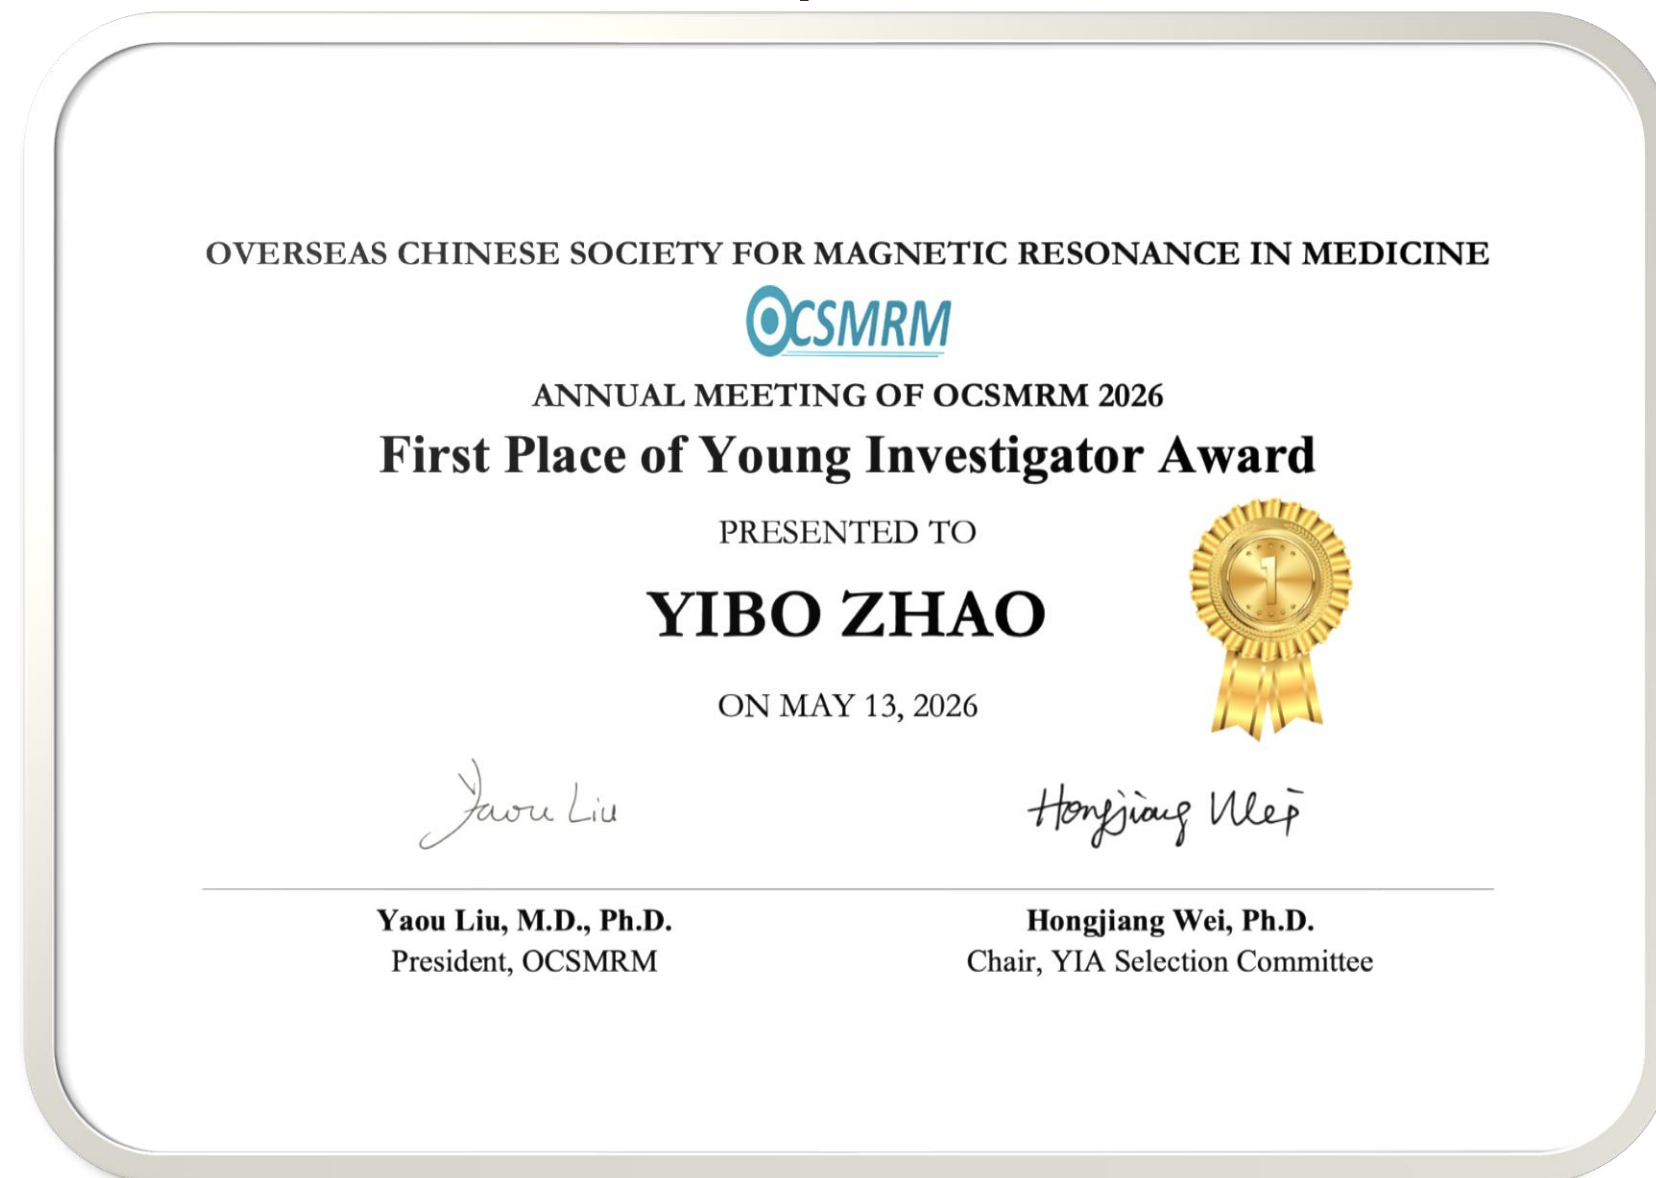 OVERSEAS CHINESE SOCIETY FOR MAGNETIC RESONANCE IN MEDICINE
OCSMRM
ANNUAL MEETING OF OCSMRM 2026
First Place of Young Investigator Award
PRESENTED TO
YIBO ZHAO
1
ON MAY 13, 2026
Yaou Liu
Hongjiang Wei
Yaou Liu, M.D., Ph.D.
Hongjiang Wei, Ph.D.
President, OCSMRM
Chair, YIA Selection Committee